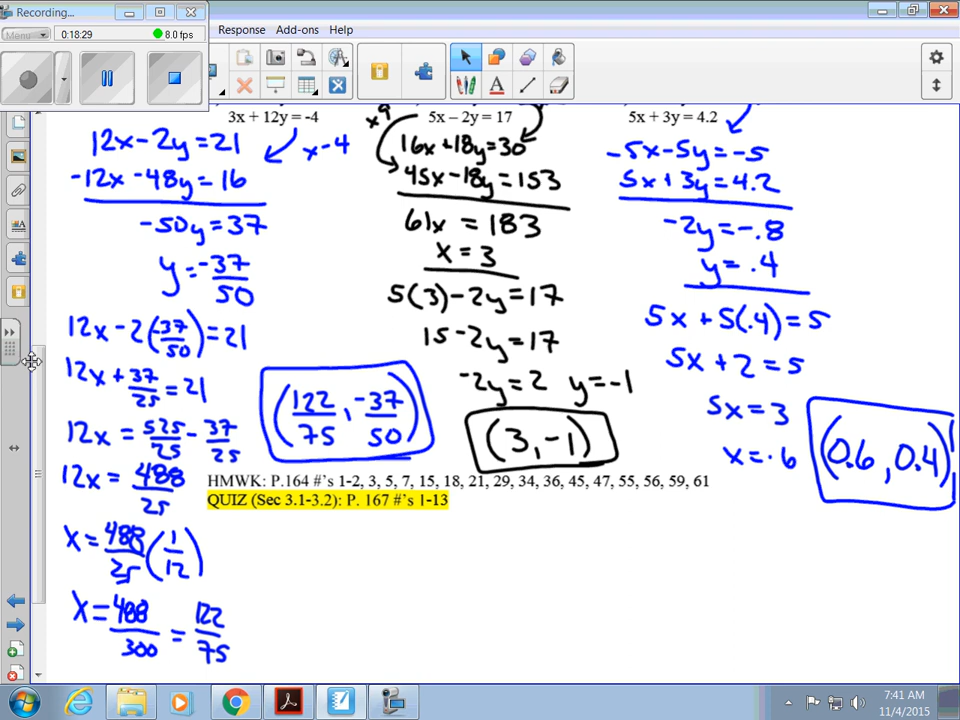 Recording...
Menu
0:18:29
8.0 fps
Response Add-ons Help
3x + 12y = -4
12x - 2y = 21
x - 4
-12x - 48y = 16
-50y = 37
y = -37/50
12x - 2(-37/50) = 21
12x + 37/25 = 21
12x = 525/25 - 37/25
12x = 488/25
x = 488/25 (1/12)
x = 488/300 = 122/75
(122/75, -37/50)
5x – 2y = 17
x9
16x + 18y = 30
45x - 18y = 153
61x = 183
x = 3
5(3) - 2y = 17
15 - 2y = 17
-2y = 2 y = -1
(3, -1)
5x + 3y = 4.2
-5x - 5y = -5
5x + 3y = 4.2
-2y = -.8
y = .4
5x + 5(.4) = 5
5x + 2 = 5
5x = 3
x = .6
(0.6, 0.4)
HMWK: P.164 #'s 1-2, 3, 5, 7, 15, 18, 21, 29, 34, 36, 45, 47, 55, 56, 59, 61
QUIZ (Sec 3.1-3.2): P. 167 #'s 1-13
7:41 AM
11/4/2015